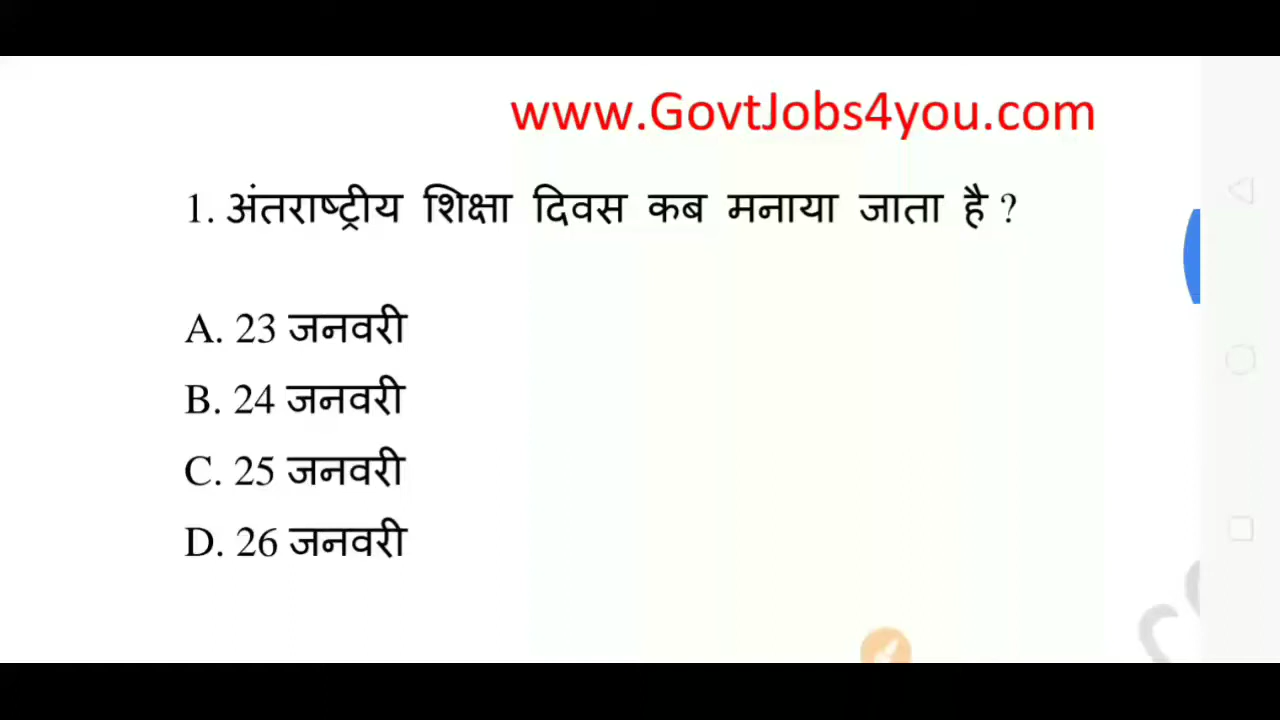 www.GovtJobs4you.com
1. अंतराष्ट्रीय शिक्षा दिवस कब मनाया जाता है ?
A. 23 जनवरी
B. 24 जनवरी
C. 25 जनवरी
D. 26 जनवरी